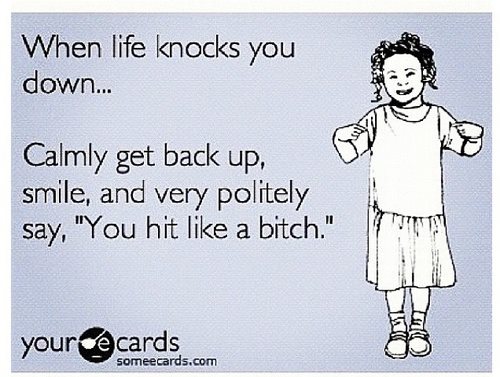 When life knocks you
down...
Calmly get back up,
smile, and very politely
say, "You hit like a bitch."
your e cards
someecards.com